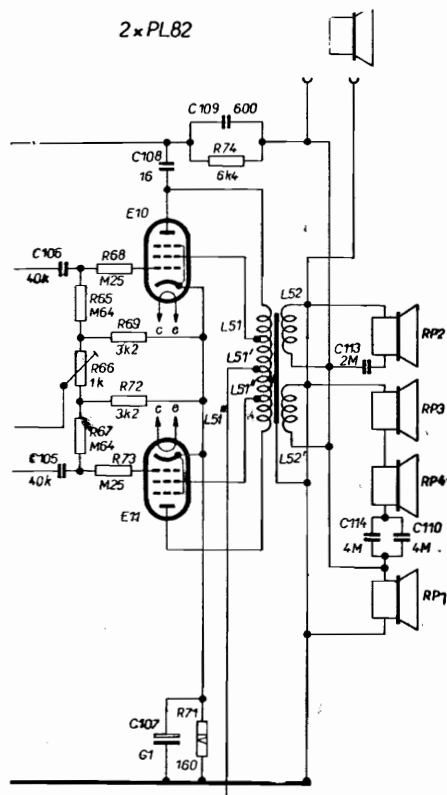 2 x PL82
C109 600
R74
6k4
C108
16
E10
C106
40k
R68
M25
R65
M64
R69
3k2
c e
R66
1k
R72
3k2
c e
R67
M64
C105
40k
R73
M25
E11
L51
L51'
L51"
L51‴
L52
L52'
C113
2M
RP2
RP3
RP4
C114
4M
C110
4M
RP1
C107
G1
R71
160